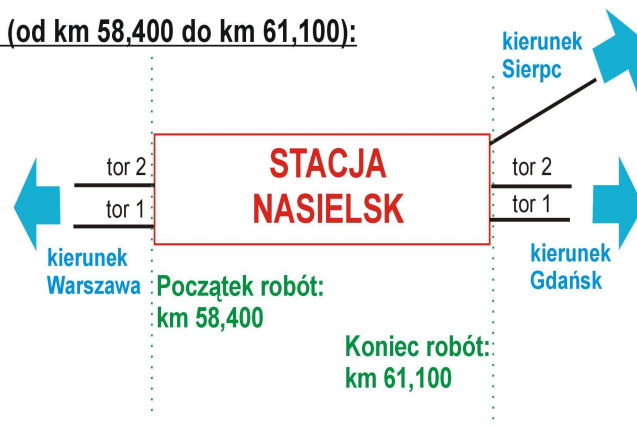 (od km 58,400 do km 61,100):
kierunek
Sierpc
STACJA
NASIELSK
tor 2
tor 1
tor 2
tor 1
kierunek
Warszawa
kierunek
Gdańsk
Początek robót:
km 58,400
Koniec robót:
km 61,100